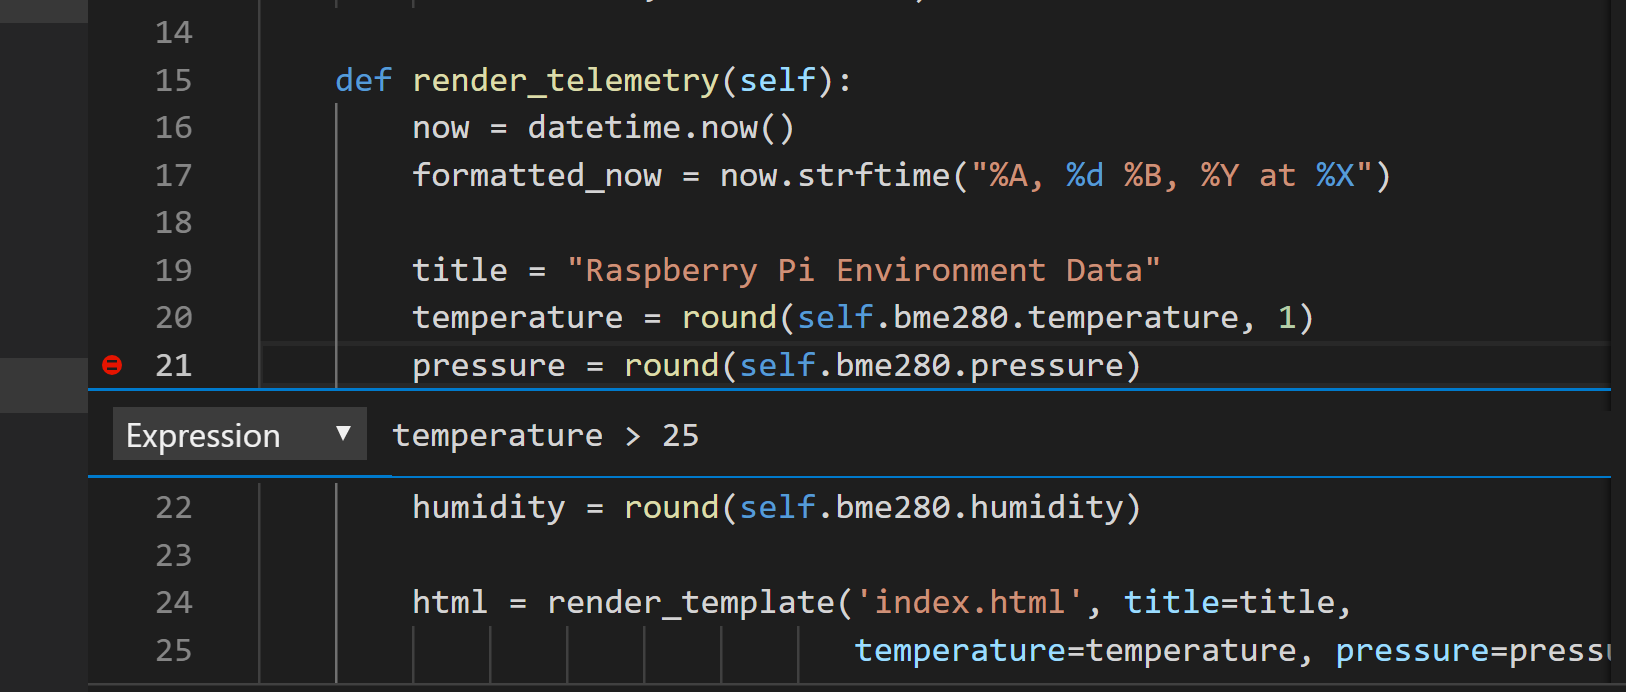 14
15 def render_telemetry(self):
16 now = datetime.now()
17 formatted_now = now.strftime("%A, %d %B, %Y at %X")
18
19 title = "Raspberry Pi Environment Data"
20 temperature = round(self.bme280.temperature, 1)
21 pressure = round(self.bme280.pressure)
Expression ▼ temperature > 25
22 humidity = round(self.bme280.humidity)
23
24 html = render_template('index.html', title=title,
25 temperature=temperature, pressure=pressu